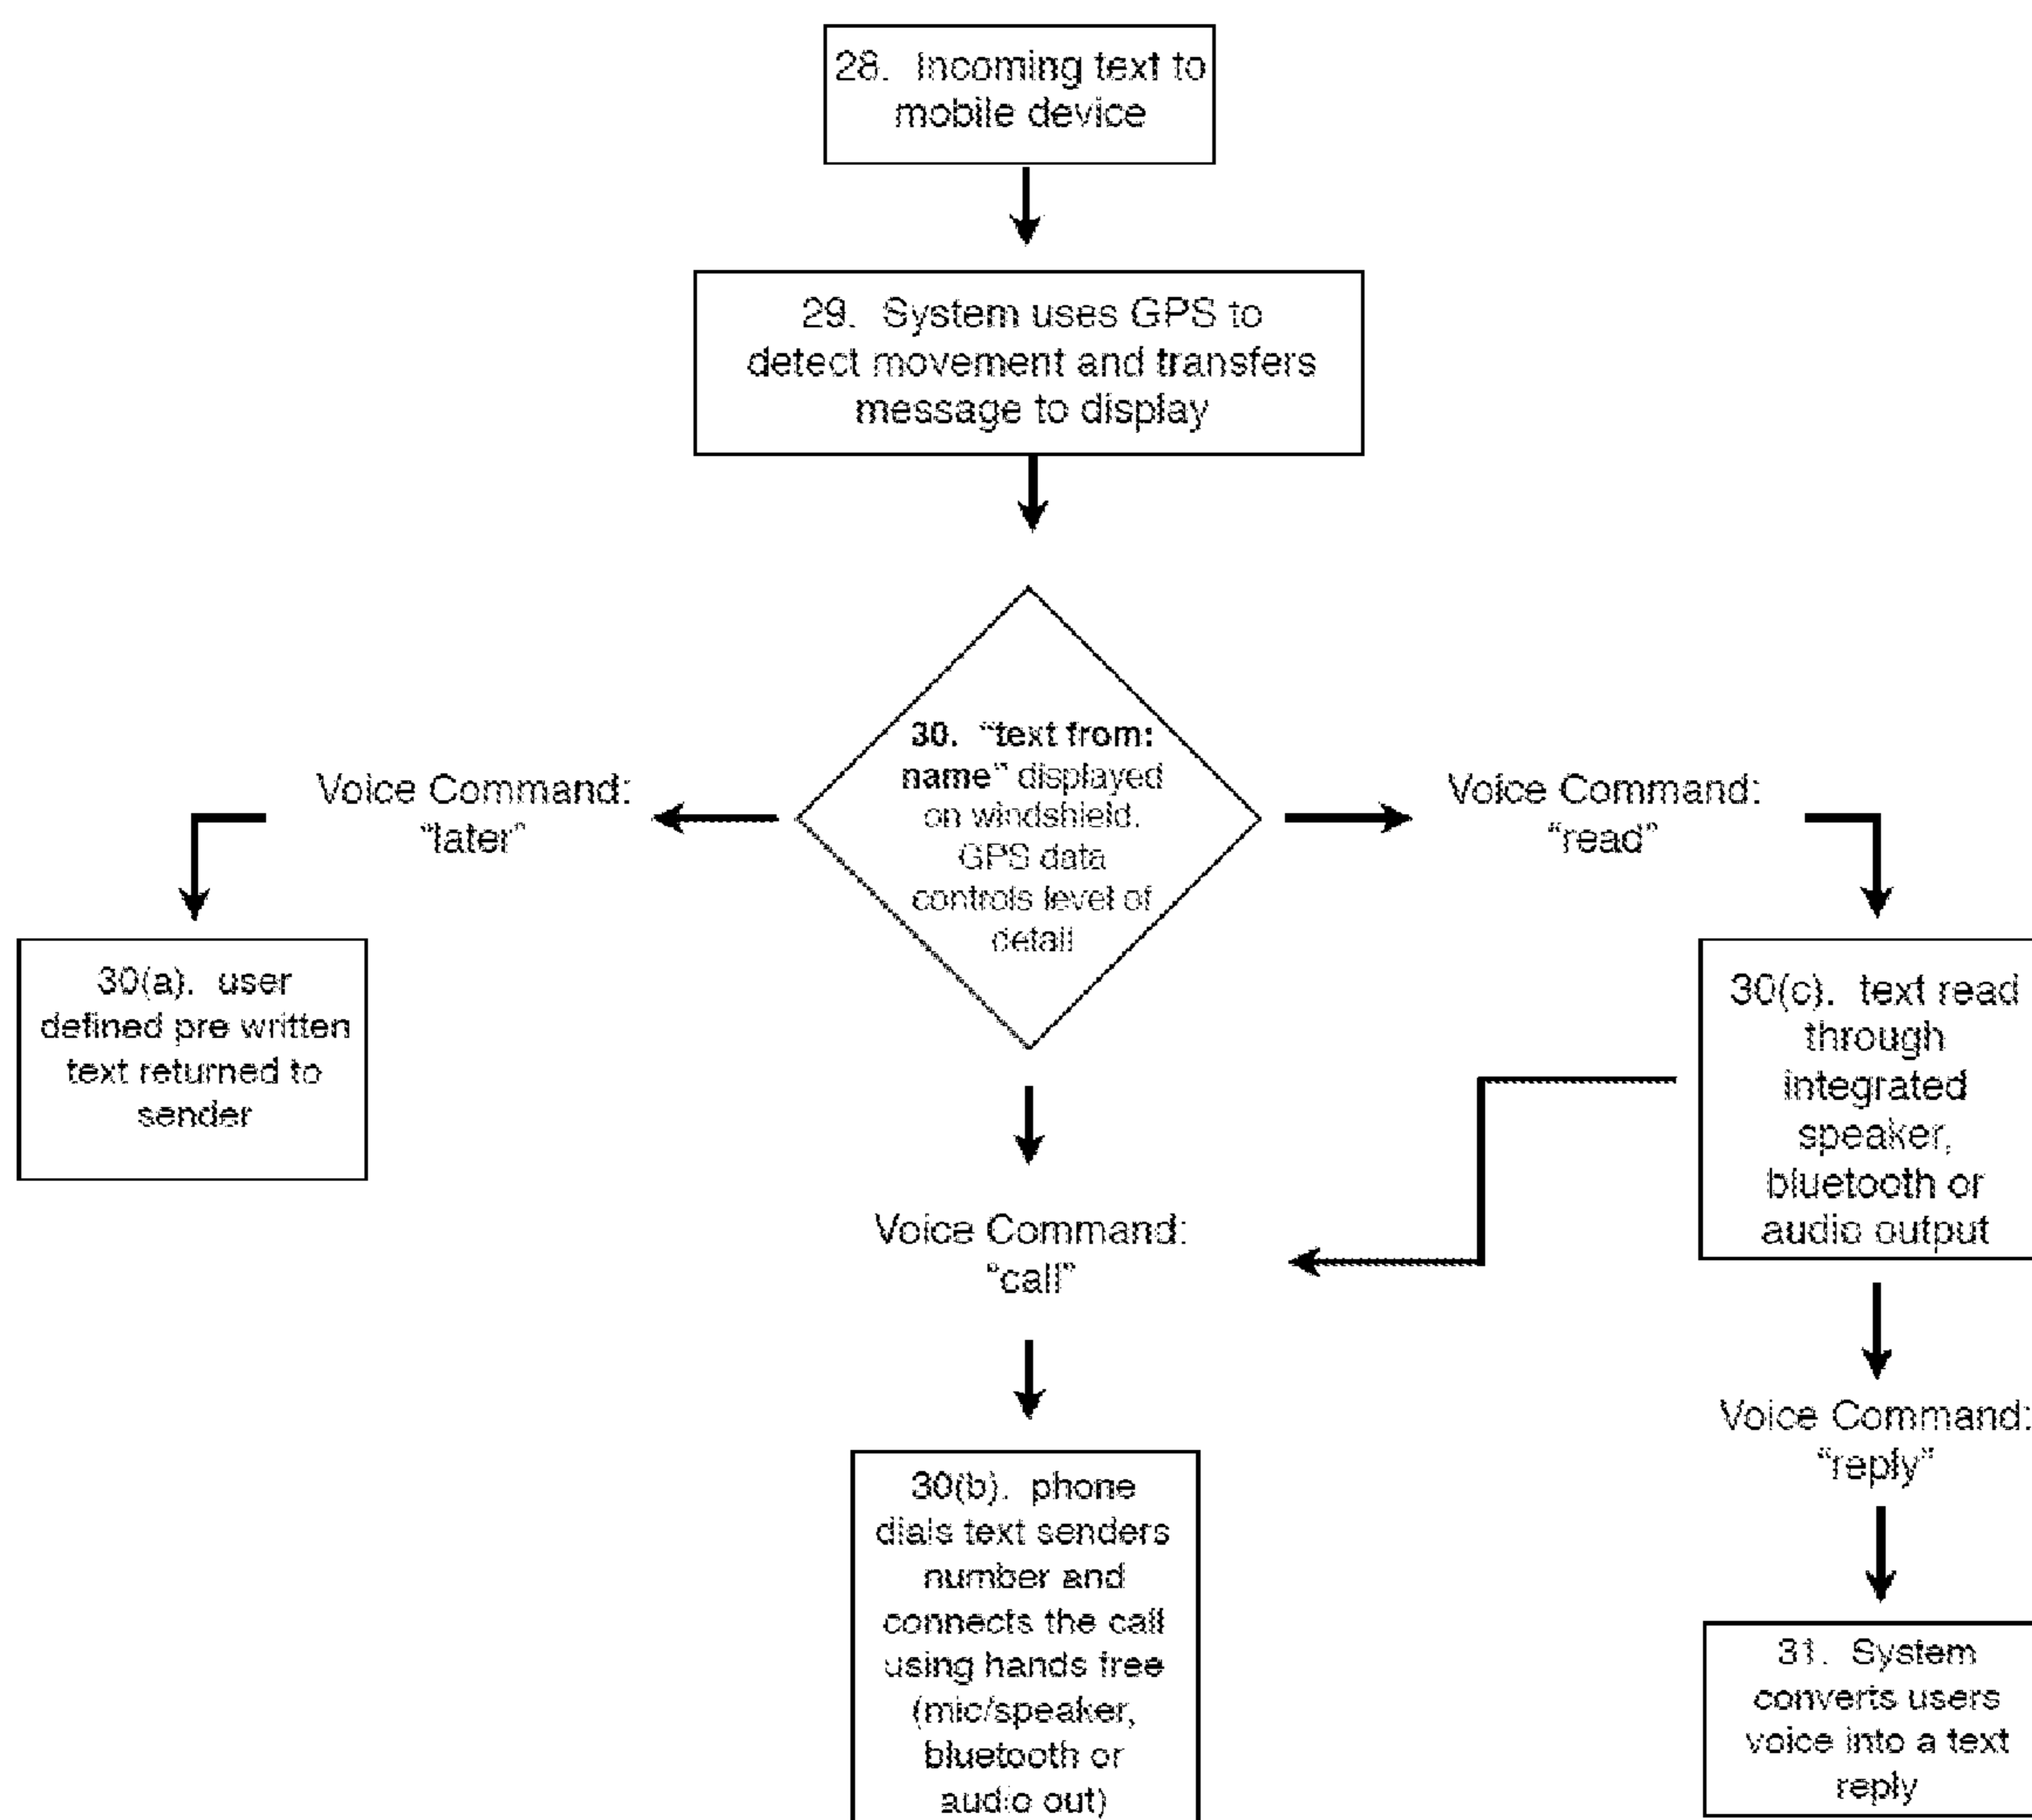 28. Incoming text to
mobile device
29. System uses GPS to
detect movement and transfers
message to display
30. “text from:
name” displayed
on windshield.
GPS data
controls level of
detail
Voice Command:
“later”
Voice Command:
“read”
30(a). user
defined pre written
text returned to
sender
30(c). text read
through
integrated
speaker,
bluetooth or
audio output
Voice Command:
“call”
Voice Command:
“reply”
30(b). phone
dials text senders
number and
connects the call
using hands free
(mic/speaker,
bluetooth or
audio out)
31. System
converts users
voice into a text
reply